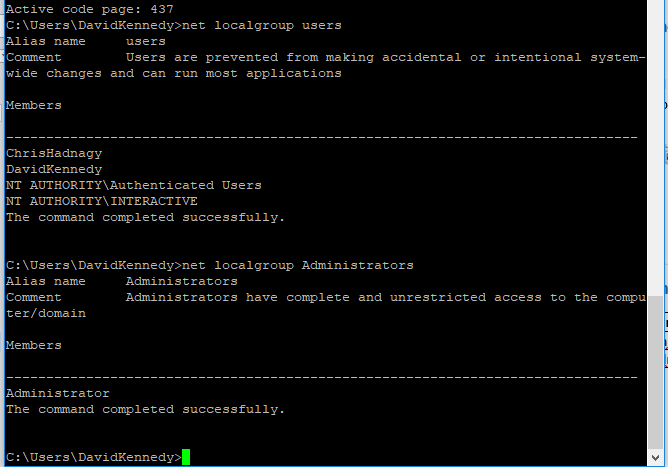 Active code page: 437
C:\Users\DavidKennedy>net localgroup users
Alias name     users
Comment        Users are prevented from making accidental or intentional system-
wide changes and can run most applications
Members
-------------------------------------------------------------------------------
ChrisHadnagy
DavidKennedy
NT AUTHORITY\Authenticated Users
NT AUTHORITY\INTERACTIVE
The command completed successfully.
C:\Users\DavidKennedy>net localgroup Administrators
Alias name     Administrators
Comment        Administrators have complete and unrestricted access to the compu
ter/domain
Members
-------------------------------------------------------------------------------
Administrator
The command completed successfully.
C:\Users\DavidKennedy>